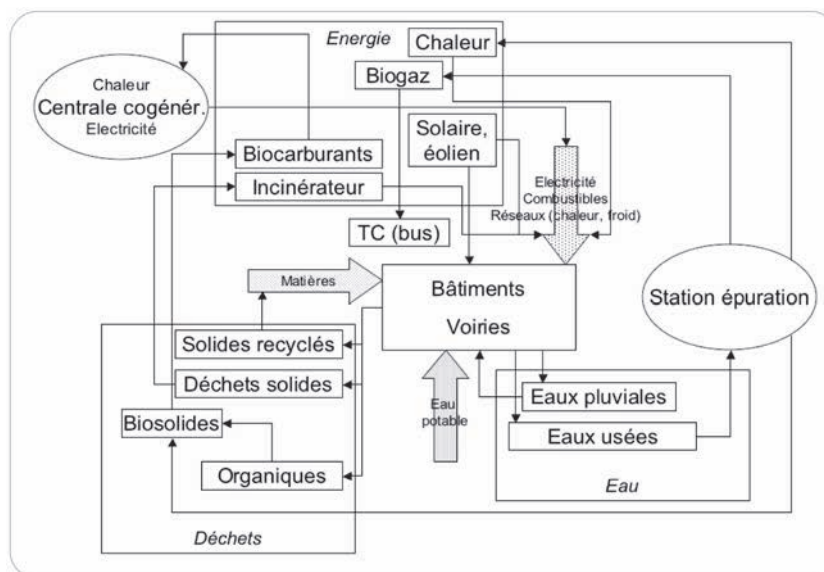 Energie
Chaleur
Biogaz
Chaleur
Centrale cogénér.
Electricité
Solaire,
éolien
Biocarburants
Incinérateur
Electricité
Combustibles
Réseaux (chaleur, froid)
TC (bus)
Matières
Bâtiments
Voiries
Station épuration
Solides recyclés
Déchets solides
Biosolides
Organiques
Déchets
Eau
potable
Eaux pluviales
Eaux usées
Eau